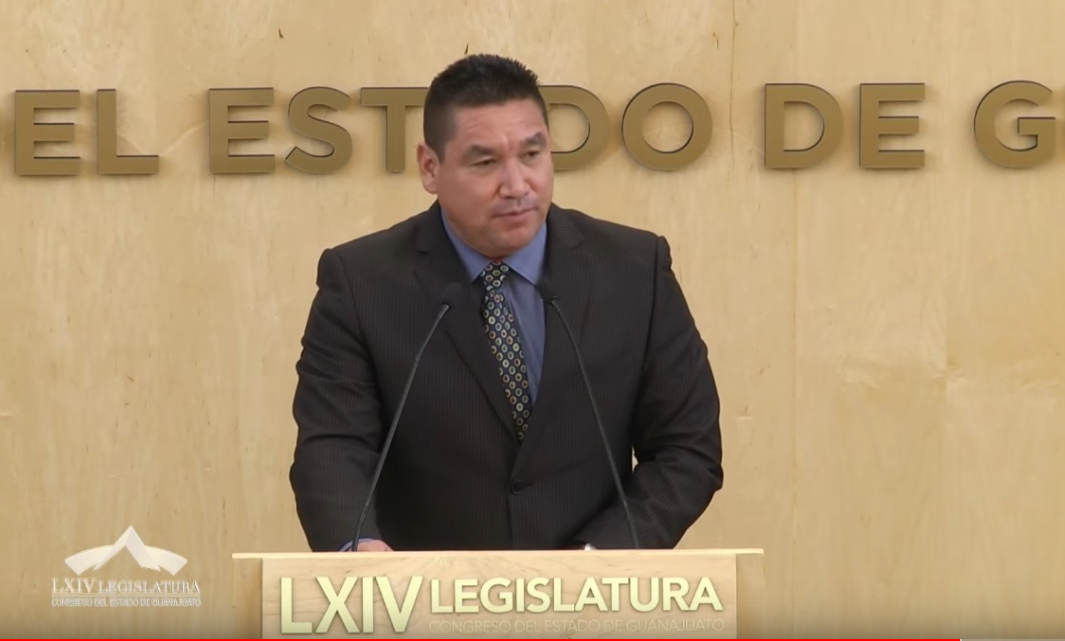 EL ESTADO DE G
LXIV LEGISLATURA
CONGRESO DEL ESTADO DE GUANAJUATO
LXIV LEGISLATURA
CONGRESO DEL ESTADO DE GUANAJUATO